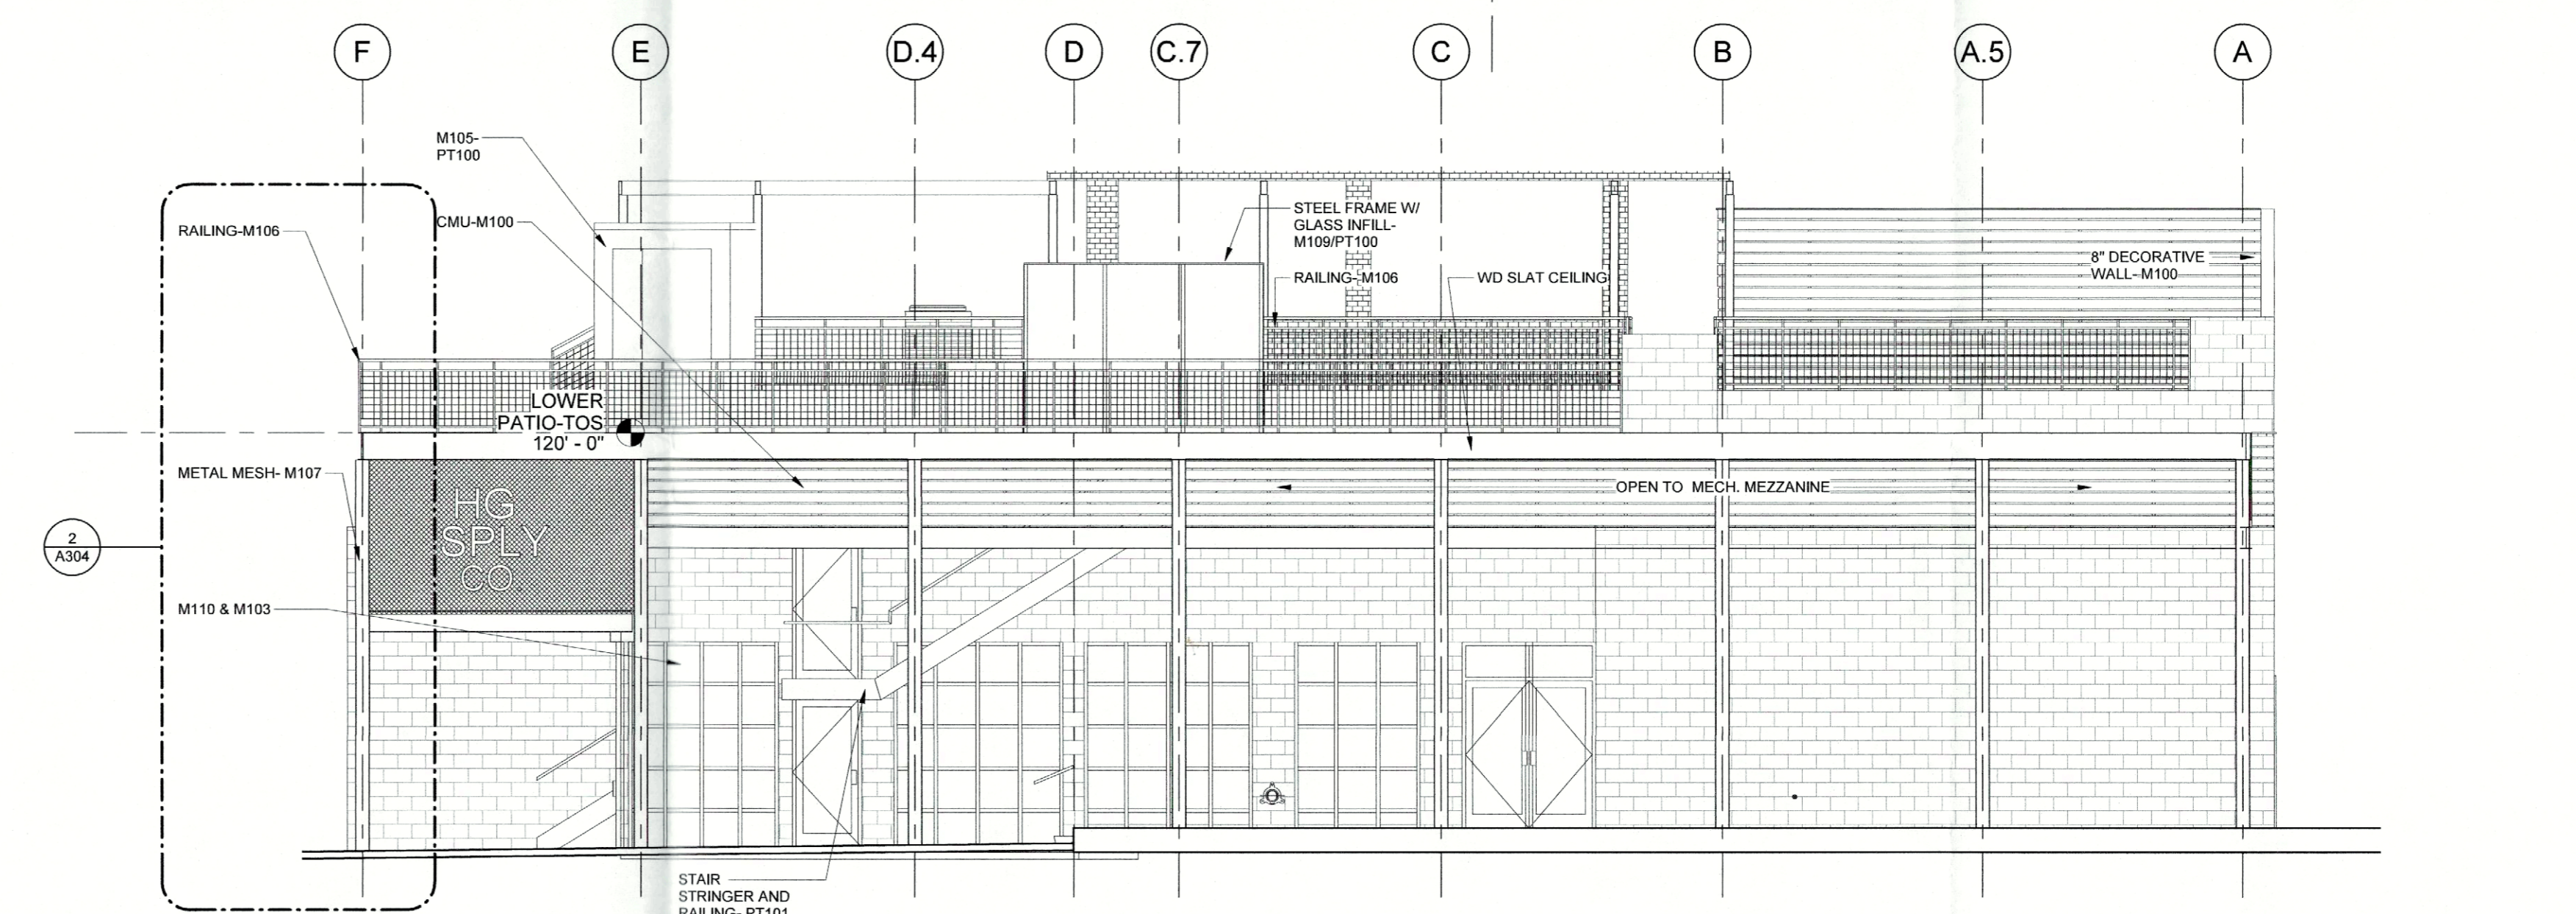 F
E
D.4
D
C.7
C
B
A.5
A
M105-
PT100
RAILING-M106
CMU-M100
STEEL FRAME W/
GLASS INFILL-
M109/PT100
RAILING- M106
WD SLAT CEILING
8" DECORATIVE
WALL- M100
LOWER
PATIO-TOS
120' - 0"
METAL MESH- M107
HG
SPLY
CO.
OPEN TO MECH. MEZZANINE
2
A304
M110 & M103
STAIR
STRINGER AND
RAILING- PT101